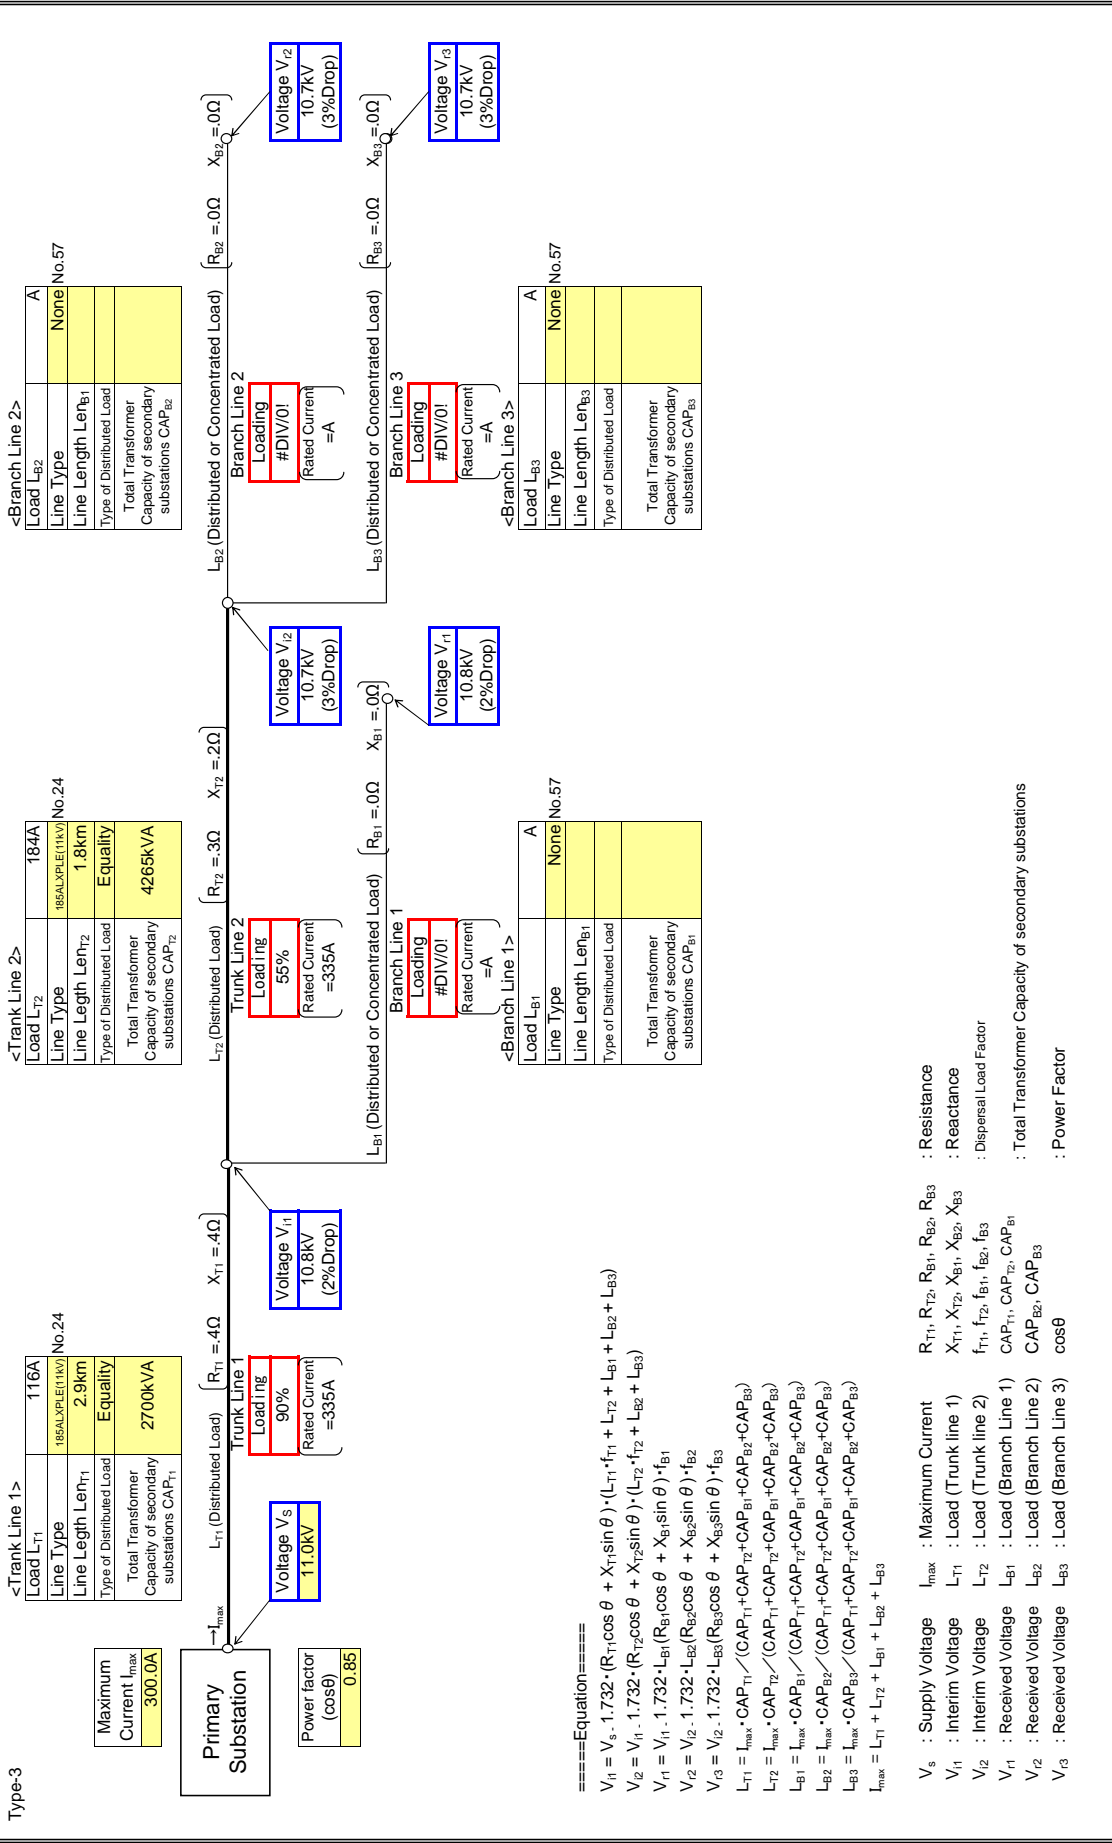 Type-3
Maximum
Current Imax
300.0A
Primary
Substation
Power factor
(cosθ)
0.85
→Imax
Voltage VS
11.0kV
<Trank Line 1>
Load LT1 116A
Line Type 185ALXPLE(11kV) No.24
Line Legth LenT1 2.9km
Type of Distributed Load Equality
Total Transformer
Capacity of secondary
substations CAPT1
2700kVA
LT1 (Distributed Load)
RT1 =.4Ω XT1 =.4Ω
Trunk Line 1
Loading
90%
Rated Current
=335A
Voltage Vi1
10.8kV
(2%Drop)
<Trank Line 2>
Load LT2 184A
Line Type 185ALXPLE(11kV) No.24
Line Length LenT2 1.8km
Type of Distributed Load Equality
Total Transformer
Capacity of secondary
substations CAPT2
4265kVA
LT2 (Distributed Load)
RT2 =.3Ω XT2 =.2Ω
Trunk Line 2
Loading
55%
Rated Current
=335A
Voltage Vi2
10.7kV
(3%Drop)
LB1 (Distributed or Concentrated Load)
RB1 =.0Ω XB1 =.0Ω
Branch Line 1
Loading
#DIV/0!
Rated Current
=A
Voltage Vr1
10.8kV
(2%Drop)
<Branch Line 1>
Load LB1 A
Line Type None No.57
Line Length LenB1
Type of Distributed Load
Total Transformer
Capacity of secondary
substations CAPB1
<Branch Line 2>
Load LB2 A
Line Type None No.57
Line Length LenB1
Type of Distributed Load
Total Transformer
Capacity of secondary
substations CAPB2
LB2 (Distributed or Concentrated Load)
RB2 =.0Ω XB2 =.0Ω
Branch Line 2
Loading
#DIV/0!
Rated Current
=A
Voltage Vr2
10.7kV
(3%Drop)
LB3 (Distributed or Concentrated Load)
RB3 =.0Ω XB3 =.0Ω
Branch Line 3
Loading
#DIV/0!
Rated Current
=A
Voltage Vr3
10.7kV
(3%Drop)
<Branch Line 3>
Load LB3 A
Line Type None No.57
Line Length LenB3
Type of Distributed Load
Total Transformer
Capacity of secondary
substations CAPB3
=====Equation=====
Vi1 = Vs - 1.732・(RT1cos θ + XT1sin θ)・(LT1・fT1 + LT2 + LB1 + LB2 + LB3)
Vi2 = Vi1 - 1.732・(RT2cos θ + XT2sin θ)・(LT2・fT2 + LB2 + LB3)
Vr1 = Vi1 - 1.732・LB1(RB1cos θ + XB1sin θ)・fB1
Vr2 = Vi2 - 1.732・LB2(RB2cos θ + XB2sin θ)・fB2
Vr3 = Vi2 - 1.732・LB3(RB3cos θ + XB3sin θ)・fB3
LT1 = Imax・CAPT1／(CAPT1+CAPT2+CAPB1+CAPB2+CAPB3)
LT2 = Imax・CAPT2／(CAPT1+CAPT2+CAPB1+CAPB2+CAPB3)
LB1 = Imax・CAPB1／(CAPT1+CAPT2+CAPB1+CAPB2+CAPB3)
LB2 = Imax・CAPB2／(CAPT1+CAPT2+CAPB1+CAPB2+CAPB3)
LB3 = Imax・CAPB3／(CAPT1+CAPT2+CAPB1+CAPB2+CAPB3)
Imax = LT1 + LT2 + LB1 + LB2 + LB3
Vs : Supply Voltage Imax : Maximum Current RT1, RT2, RB1, RB2, RB3 : Resistance
Vi1 : Interim Voltage LT1 : Load (Trunk line 1) XT1, XT2, XB1, XB2, XB3 : Reactance
Vi2 : Interim Voltage LT2 : Load (Trunk line 2) fT1, fT2, fB1, fB2, fB3 : Dispersal Load Factor
Vr1 : Received Voltage LB1 : Load (Branch Line 1) CAPT1, CAPT2, CAPB1 : Total Transformer Capacity of secondary substations
Vr2 : Received Voltage LB2 : Load (Branch Line 2) CAPB2, CAPB3
Vr3 : Received Voltage LB3 : Load (Branch Line 3) cosθ : Power Factor